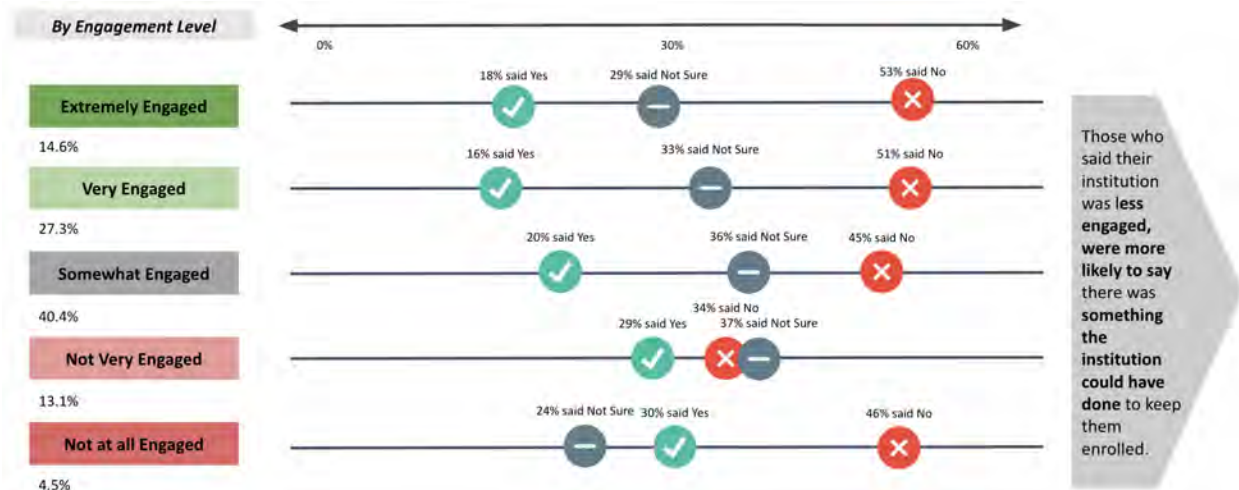 By Engagement Level
0% 30% 60%
18% said Yes 29% said Not Sure 53% said No
Extremely Engaged
14.6%
16% said Yes 33% said Not Sure 51% said No
Very Engaged
27.3%
20% said Yes 36% said Not Sure 45% said No
Somewhat Engaged
40.4%
34% said No
29% said Yes 37% said Not Sure
Not Very Engaged
13.1%
24% said Not Sure 30% said Yes 46% said No
Not at all Engaged
4.5%
Those who
said their
institution
was less
engaged,
were more
likely to say
there was
something
the
institution
could have
done to keep
them
enrolled.